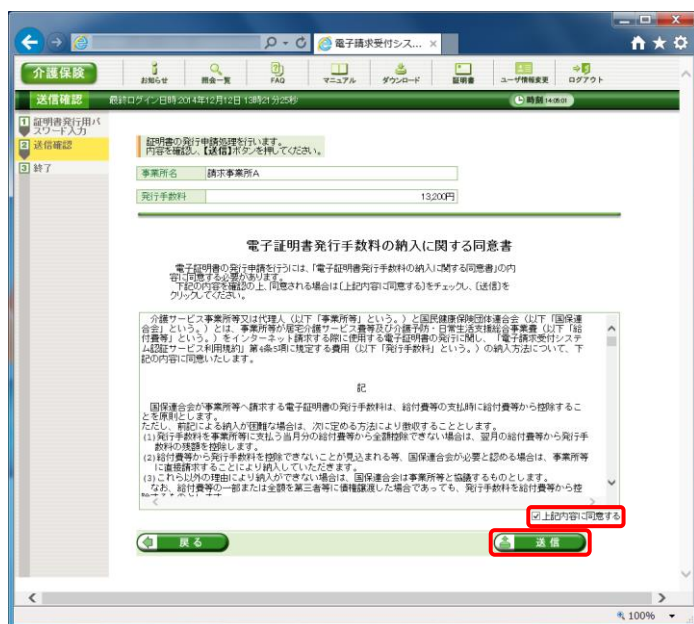 電子請求受付シス... ×
介護保険
お知らせ 照会一覧 FAQ マニュアル ダウンロード 証明書 ユーザ情報変更 ログアウト
送信確認 最終ログイン日時:2014年12月12日 13時21分25秒 時刻 14:05:01
1 証明書発行用パスワード入力
2 送信確認
3 終了
証明書の発行申請処理を行います。
内容を確認し、【送信】ボタンを押してください。
事業所名 請求事業所A
発行手数料 13,200円
電子証明書発行手数料の納入に関する同意書
電子証明書の発行申請を行うには、「電子証明書発行手数料の納入に関する同意書」の内
容に同意する必要があります。
下記の内容を確認の上、同意される場合は[上記内容に同意する]をチェックし、[送信]を
クリックしてください。
介護サービス事業所等又は代理人（以下「事業所等」という。）と国民健康保険団体連合会（以下「国保連
合会」という。）とは、事業所等が居宅介護サービス費等及び介護予防・日常生活支援総合事業費（以下「給
付費等」という。）をインターネット請求する際に使用する電子証明書の発行に関し、「電子請求受付システ
ム認証サービス利用規約」第4条5項に規定する費用（以下「発行手数料」という。）の納入方法について、下
記の内容に同意いたします。
記
国保連合会が事業所等へ請求する電子証明書の発行手数料は、給付費等の支払時に給付費等から控除するこ
とを原則とします。
ただし、前記による納入が困難な場合は、次に定める方法により徴収することとします。
(1)発行手数料を事業所等に支払う当月分の給付費等から全額控除できない場合は、翌月の給付費等から発行手
数料の残額を控除します。
(2)給付費等から発行手数料を控除できないことが見込まれる等、国保連合会が必要と認める場合は、事業所等
に直接請求することにより納入していただきます。
(3)これら以外の理由により納入ができない場合は、国保連合会は事業所等と協議するものとします。
なお、給付費等の一部または全額を第三者等に債権譲渡した場合であっても、発行手数料を給付費等から控
上記内容に同意する
戻る 送信
100%